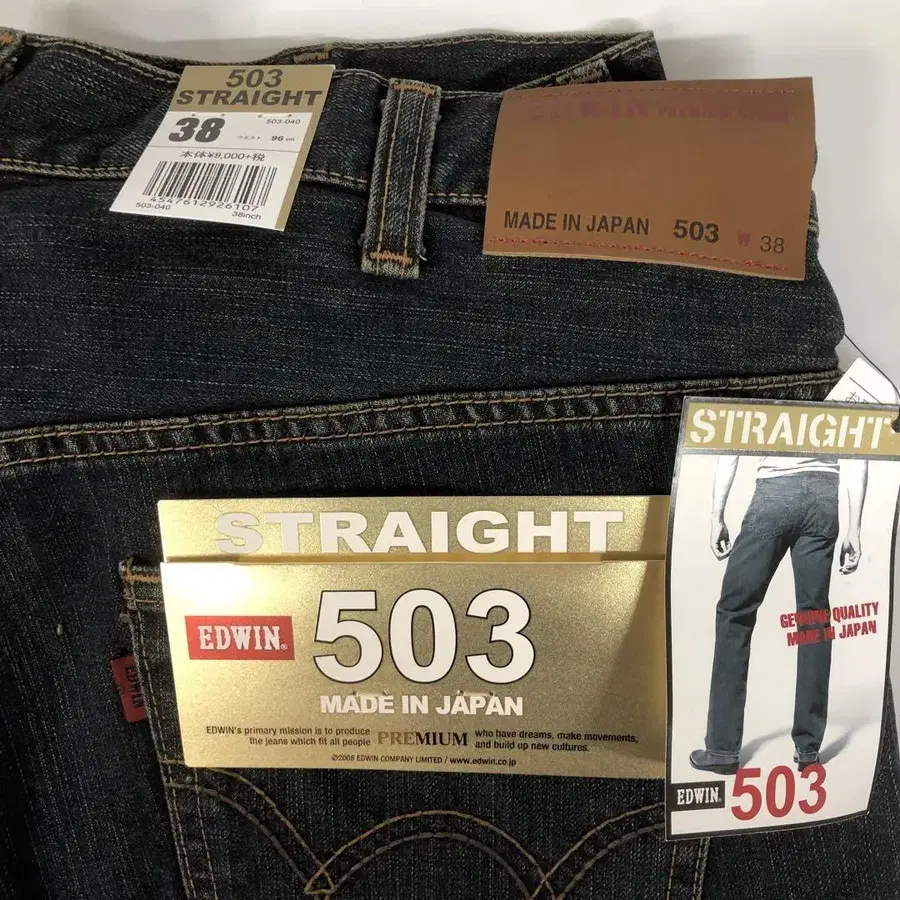 503
STRAIGHT
503-040
38
ウエスト 96 cm
本体¥9,000+税
4547612926107
503-040
38inch
EDWIN PREMIUM
MADE IN JAPAN 503 W 38
STRAIGHT
GENUINE QUALITY
MADE IN JAPAN
EDWIN.
503
STRAIGHT
EDWIN.
503
MADE IN JAPAN
EDWIN's primary mission is to produce
the jeans which fit all people
PREMIUM
who have dreams, make movements,
and build up new cultures.
©2008 EDWIN COMPANY LIMITED / www.edwin.co.jp
EDWIN